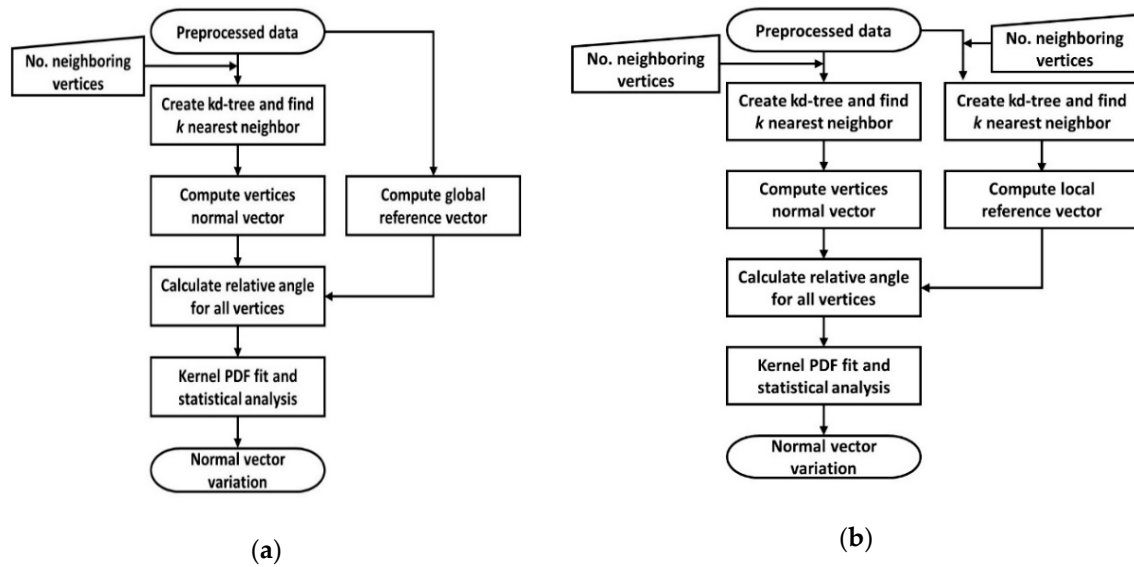 Preprocessed data
No. neighboring
vertices
Create kd-tree and find
k nearest neighbor
Compute vertices
normal vector
Compute global
reference vector
Calculate relative angle
for all vertices
Kernel PDF fit and
statistical analysis
Normal vector
variation
(a)
Preprocessed data
No. neighboring
vertices
No. neighboring
vertices
Create kd-tree and find
k nearest neighbor
Create kd-tree and find
k nearest neighbor
Compute vertices
normal vector
Compute local
reference vector
Calculate relative angle
for all vertices
Kernel PDF fit and
statistical analysis
Normal vector
variation
(b)